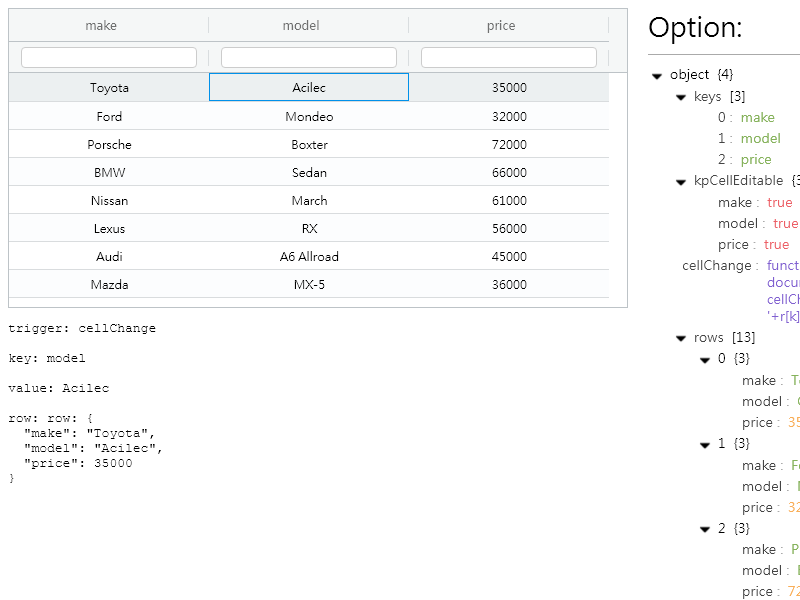 make model price
Toyota Acilec 35000
Ford Mondeo 32000
Porsche Boxter 72000
BMW Sedan 66000
Nissan March 61000
Lexus RX 56000
Audi A6 Allroad 45000
Mazda MX-5 36000
trigger: cellChange
key: model
value: Acilec
row: row: {
"make": "Toyota",
"model": "Acilec",
"price": 35000
}
Option:
object {4}
keys [3]
0 : make
1 : model
2 : price
kpCellEditable {3
make : true
model : true
price : true
cellChange : funct
docu
cellCh
'+r[k]
rows [13]
0 {3}
make : To
model :
price : 35
1 {3}
make : Fo
model :
price : 32
2 {3}
make : P
model :
price : 72